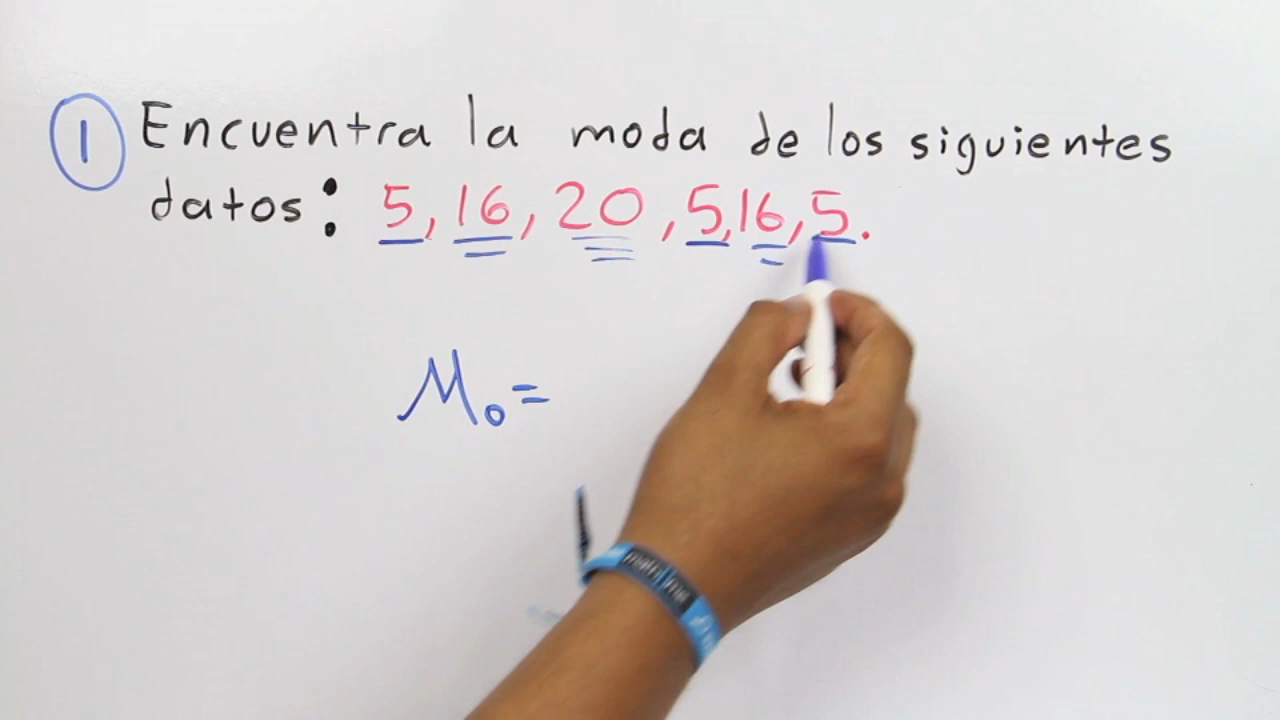 1 Encuentra la moda de los siguientes
datos: 5, 16, 20, 5, 16, 5.
Mo =